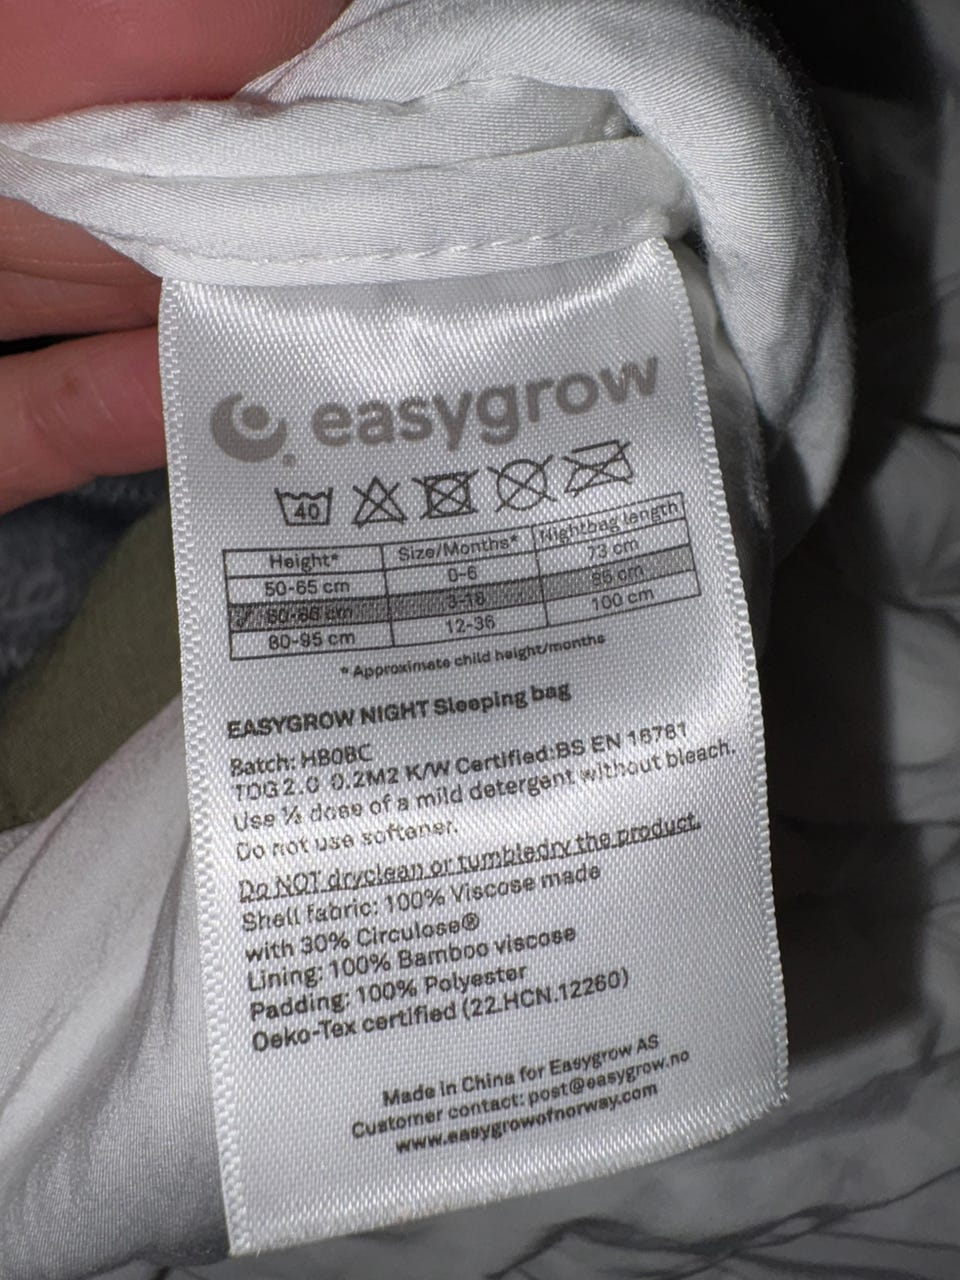 easygrow
40
Height* Size/Months* Nightbag length
50-65 cm 0-6 73 cm
60-86 cm 3-18 85 cm
80-95 cm 12-36 100 cm
* Approximate child height/months
EASYGROW NIGHT Sleeping bag
Batch: HB08C
TOG 2.0 0.2M2 K/W Certified:BS EN 16781
Use ½ dose of a mild detergent without bleach.
Do not use softener.
Do NOT dryclean or tumbledry the product.
Shell fabric: 100% Viscose made
with 30% Circulose®
Lining: 100% Bamboo viscose
Padding: 100% Polyester
Oeko-Tex certified (22.HCN.12260)
Made in China for Easygrow AS
Customer contact: post@easygrow.no
www.easygrowofnorway.com